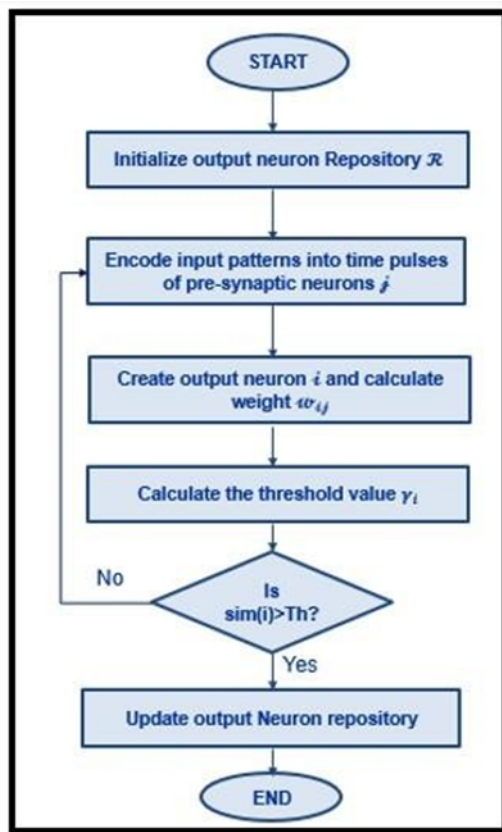 START
Initialize output neuron Repository ℛ
Encode input patterns into time pulses
of pre-synaptic neurons 𝒋
Create output neuron 𝒊 and calculate
weight 𝓌ᵢⱼ
Calculate the threshold value γᵢ
Is
sim(i)>Th?
No
Yes
Update output Neuron repository
END